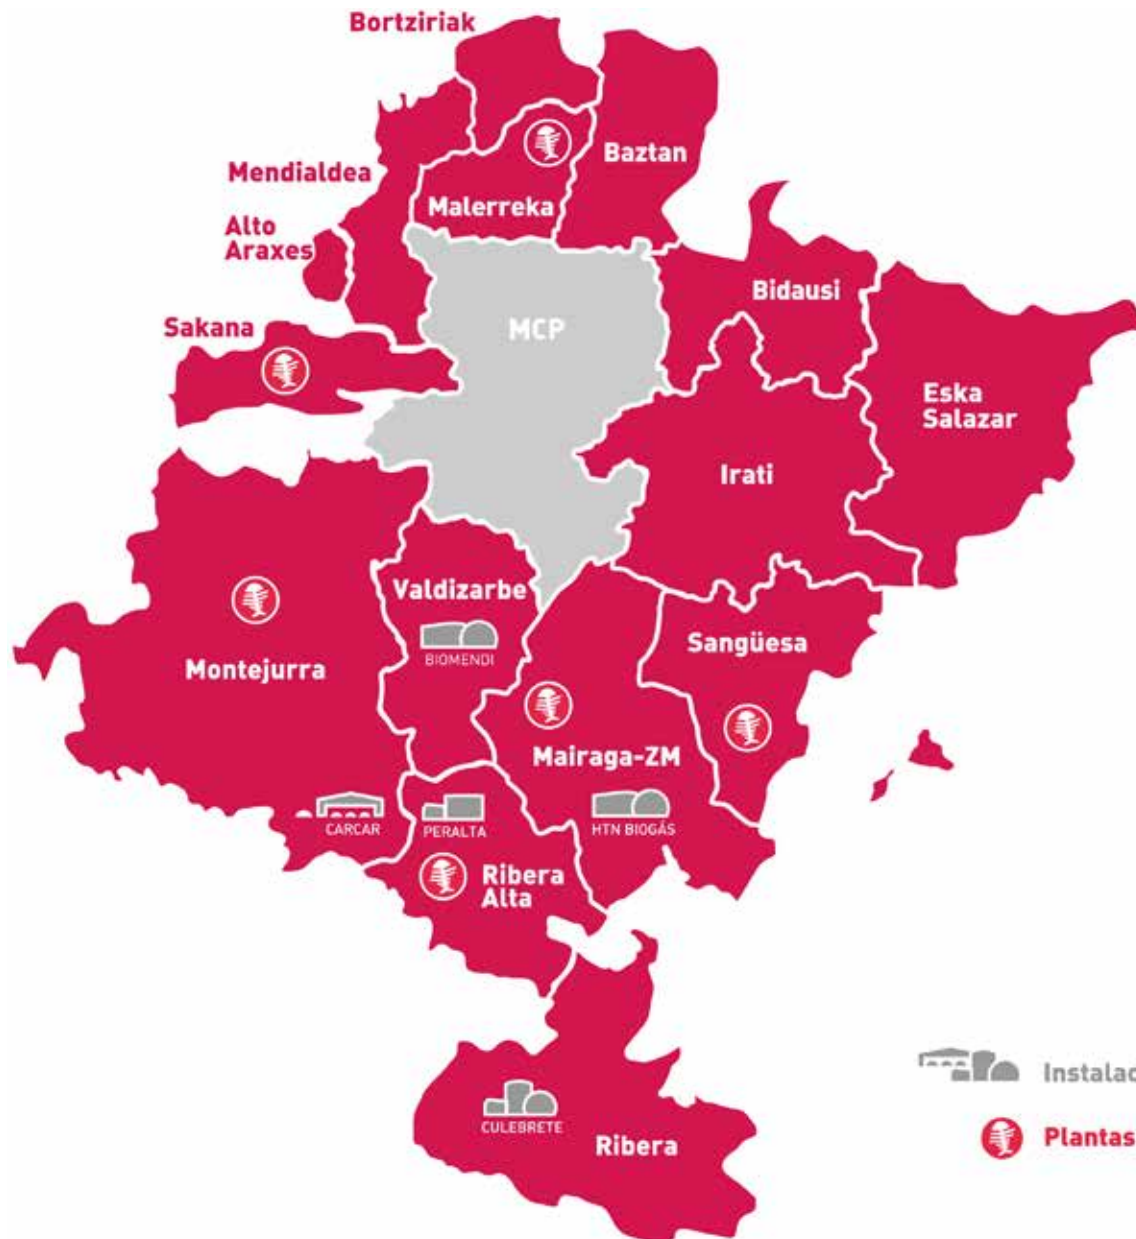 Bortziriak
Baztan
Mendialdea
Malerreka
Alto
Araxes
Bidausi
Sakana
MCP
Eska
Salazar
Irati
Valdizarbe
BIOMENDI
Sangüesa
Montejurra
Mairaga-ZM
CARCAR
PERALTA
HTN BIOGÁS
Ribera
Alta
CULEBRETE
Ribera
Plantas